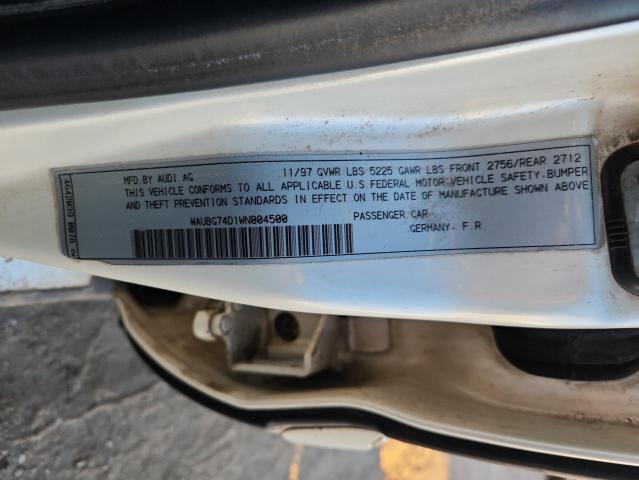 MFD.BY AUDI AG 11/97 GVWR LBS 5225 GAWR LBS FRONT 2756/REAR 2712
THIS VEHICLE CONFORMS TO ALL APPLICABLE U.S.FEDERAL MOTOR VEHICLE SAFETY.BUMPER
AND THEFT PREVENTION STANDARDS IN EFFECT ON THE DATE OF MANUFACTURE SHOWN ABOVE
WAUBG74D1WN004500 PASSENGER CAR
GERMANY- F.R